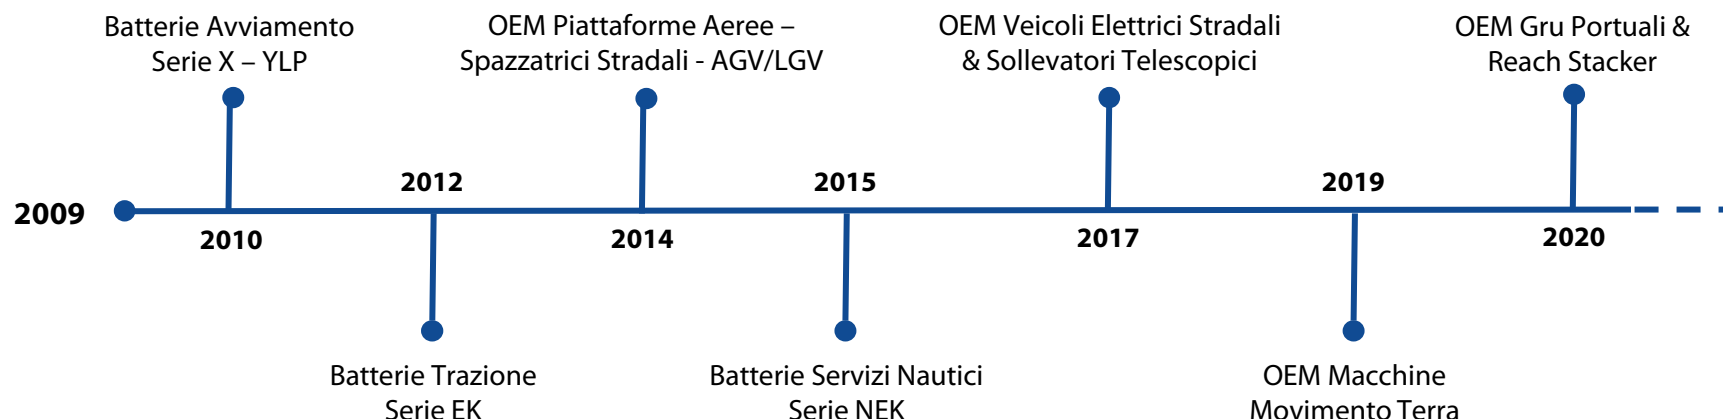 Batterie Avviamento
Serie X – YLP
OEM Piattaforme Aeree –
Spazzatrici Stradali - AGV/LGV
OEM Veicoli Elettrici Stradali
& Sollevatori Telescopici
OEM Gru Portuali &
Reach Stacker
2012
2015
2019
2009
2010
2014
2017
2020
Batterie Trazione
Serie EK
Batterie Servizi Nautici
Serie NEK
OEM Macchine
Movimento Terra